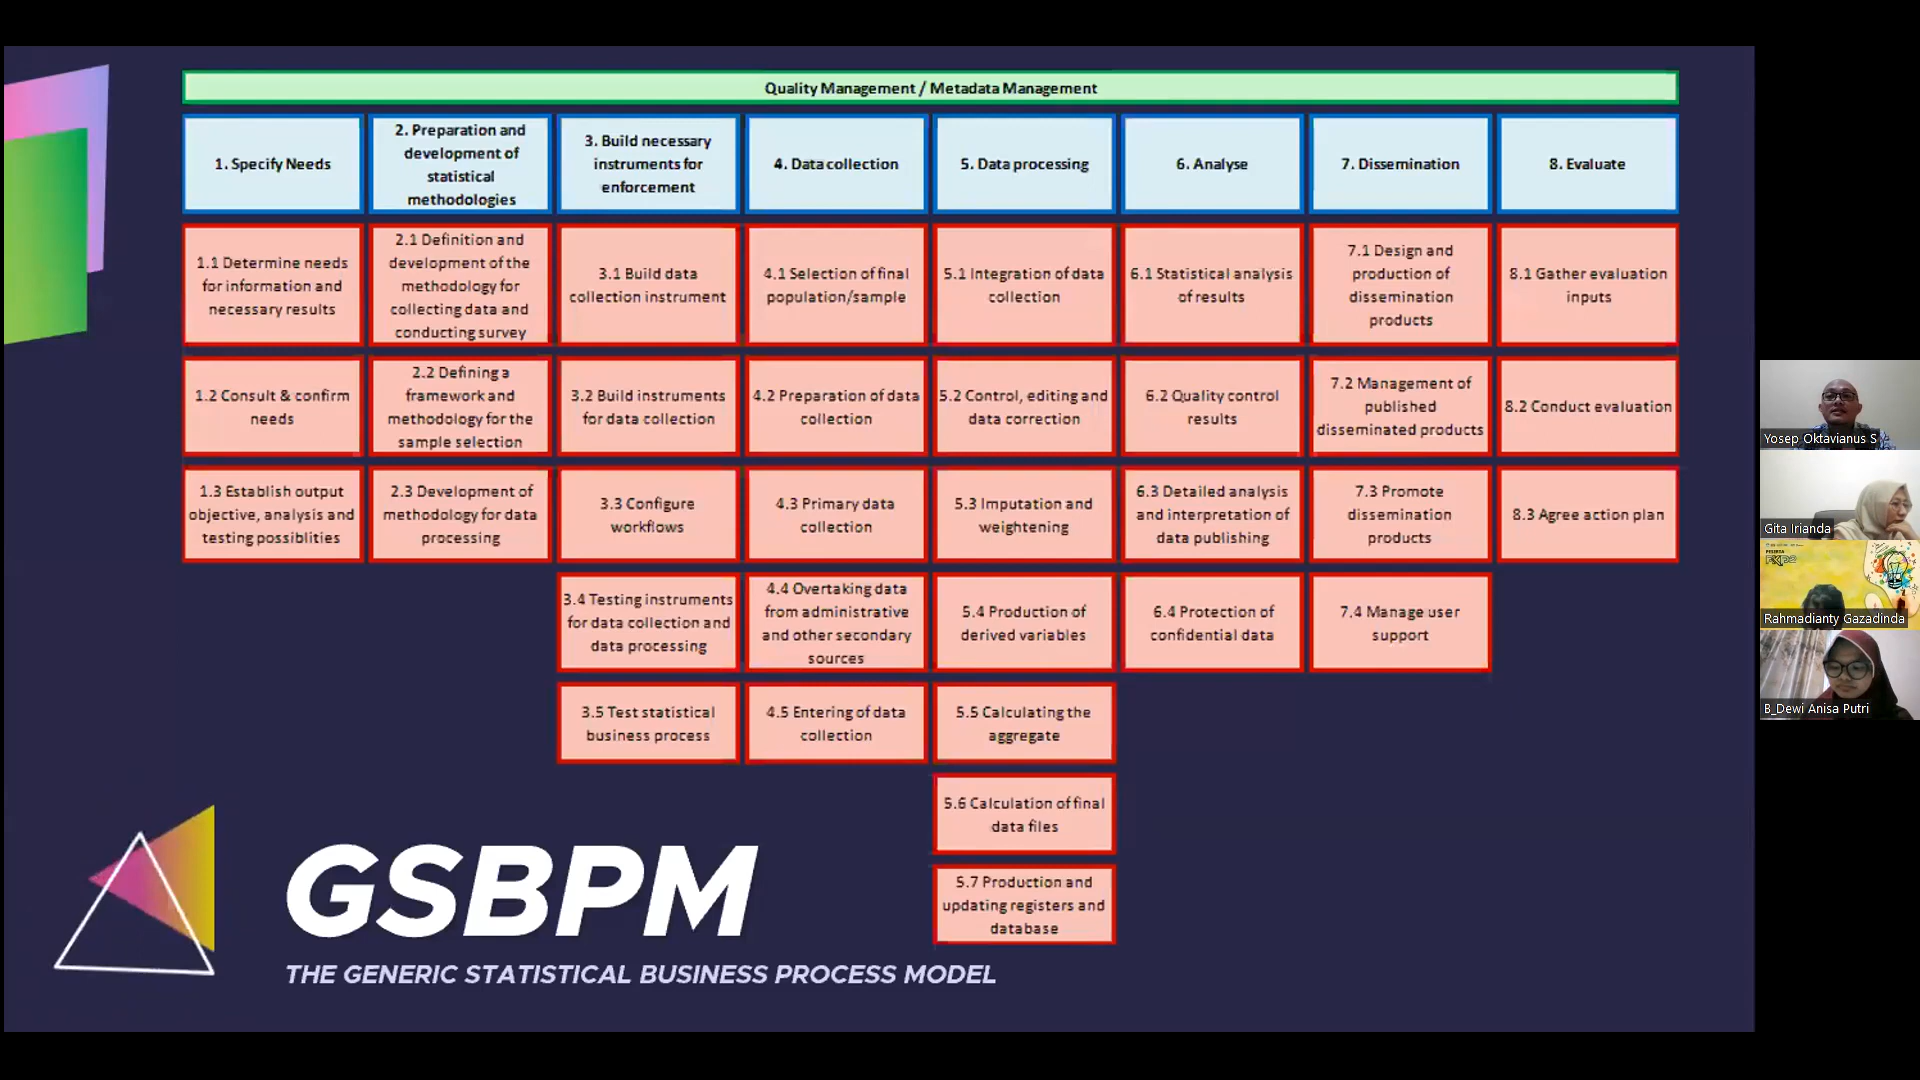 Quality Management / Metadata Management
1. Specify Needs
2. Preparation and
development of
statistical
methodologies
3. Build necessary
instruments for
enforcement
4. Data collection
5. Data processing
6. Analyse
7. Dissemination
8. Evaluate
1.1 Determine needs
for information and
necessary results
2.1 Definition and
development of the
methodology for
collecting data and
conducting survey
3.1 Build data
collection instrument
4.1 Selection of final
population/sample
5.1 Integration of data
collection
6.1 Statistical analysis
of results
7.1 Design and
production of
dissemination
products
8.1 Gather evaluation
inputs
1.2 Consult & confirm
needs
2.2 Defining a
framework and
methodology for the
sample selection
3.2 Build instruments
for data collection
4.2 Preparation of data
collection
5.2 Control, editing and
data correction
6.2 Quality control
results
7.2 Management of
published
disseminated products
8.2 Conduct evaluation
1.3 Establish output
objective, analysis and
testing possiblities
2.3 Development of
methodology for data
processing
3.3 Configure
workflows
4.3 Primary data
collection
5.3 Imputation and
weightening
6.3 Detailed analysis
and interpretation of
data publishing
7.3 Promote
dissemination
products
8.3 Agree action plan
3.4 Testing instruments
for data collection and
data processing
4.4 Overtaking data
from administrative
and other secondary
sources
5.4 Production of
derived variables
6.4 Protection of
confidential data
7.4 Manage user
support
3.5 Test statistical
business process
4.5 Entering of data
collection
5.5 Calculating the
aggregate
5.6 Calculation of final
data files
5.7 Production and
updating registers and
database
GSBPM
THE GENERIC STATISTICAL BUSINESS PROCESS MODEL
Yosep Oktavianus S
Gita Irianda
PESERTA
Rahmadianty Gazadinda
B_Dewi Anisa Putri